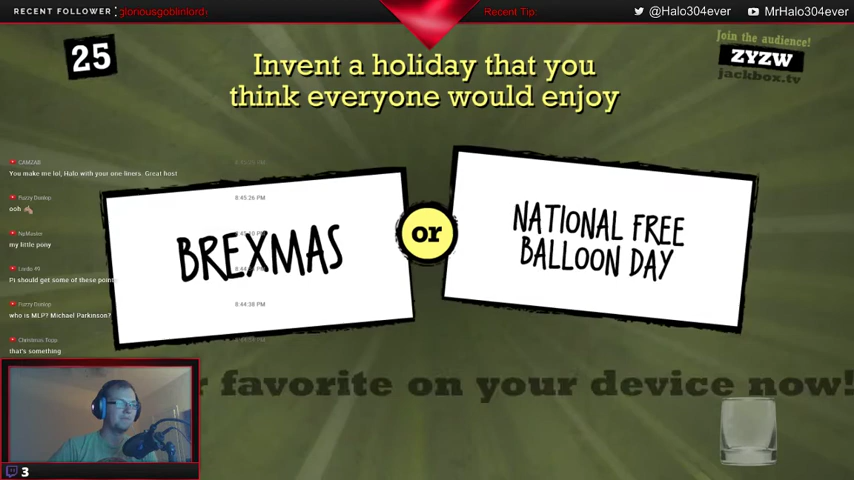 RECENT FOLLOWER
gloriousgoblinlord
Recent Tip:
@Halo304ever
MrHalo304ever
25
Invent a holiday that you
think everyone would enjoy
Join the audience!
ZYZW
jackbox.tv
CAMZAB
You make me lol, Halo with your one-liners. Great host
8:45:26 PM
ooh
my little pony
PI should get some of these points
8:44:38 PM
who is MLP? Michael Parkinson?
that's something
BREXMAS
or
NATIONAL FREE
BALLOON DAY
r favorite on your device now!
3